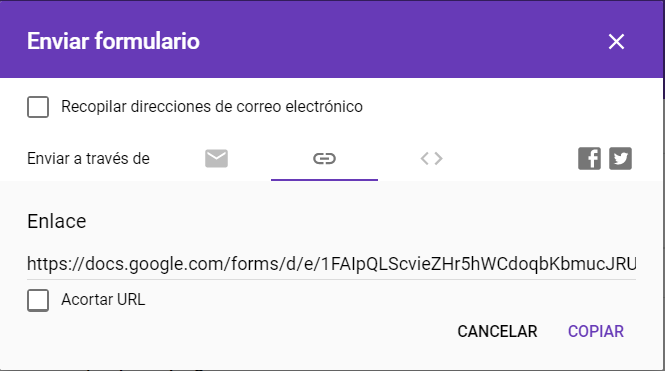 Enviar formulario
Recopilar direcciones de correo electrónico
Enviar a través de
Enlace
https://docs.google.com/forms/d/e/1FAIpQLScvieZHr5hWCdoqbKbmucJRU
Acortar URL
CANCELAR COPIAR